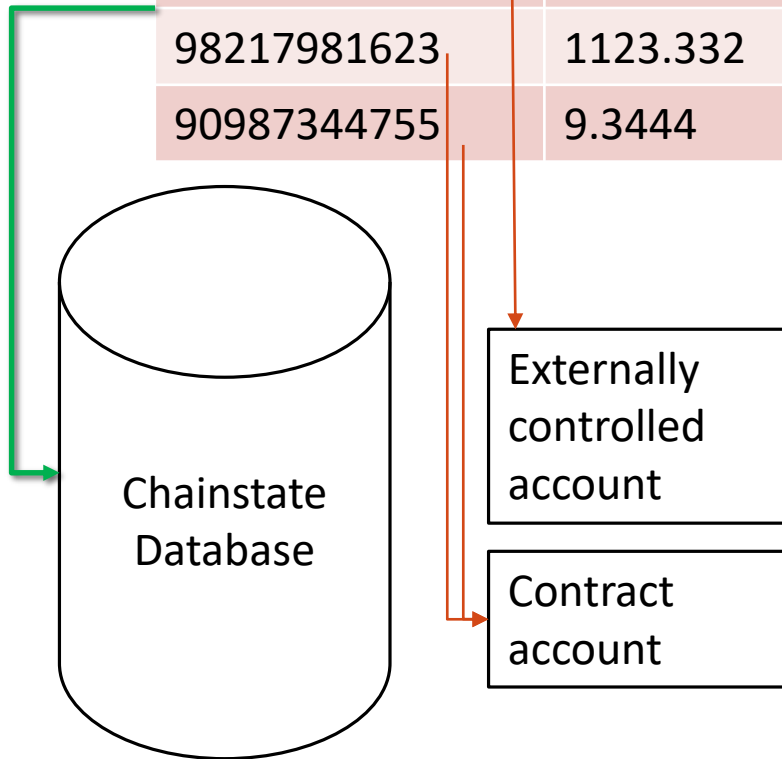 98217981623 1123.332
90987344755 9.3444
Externally
controlled
account
Chainstate
Database
Contract
account